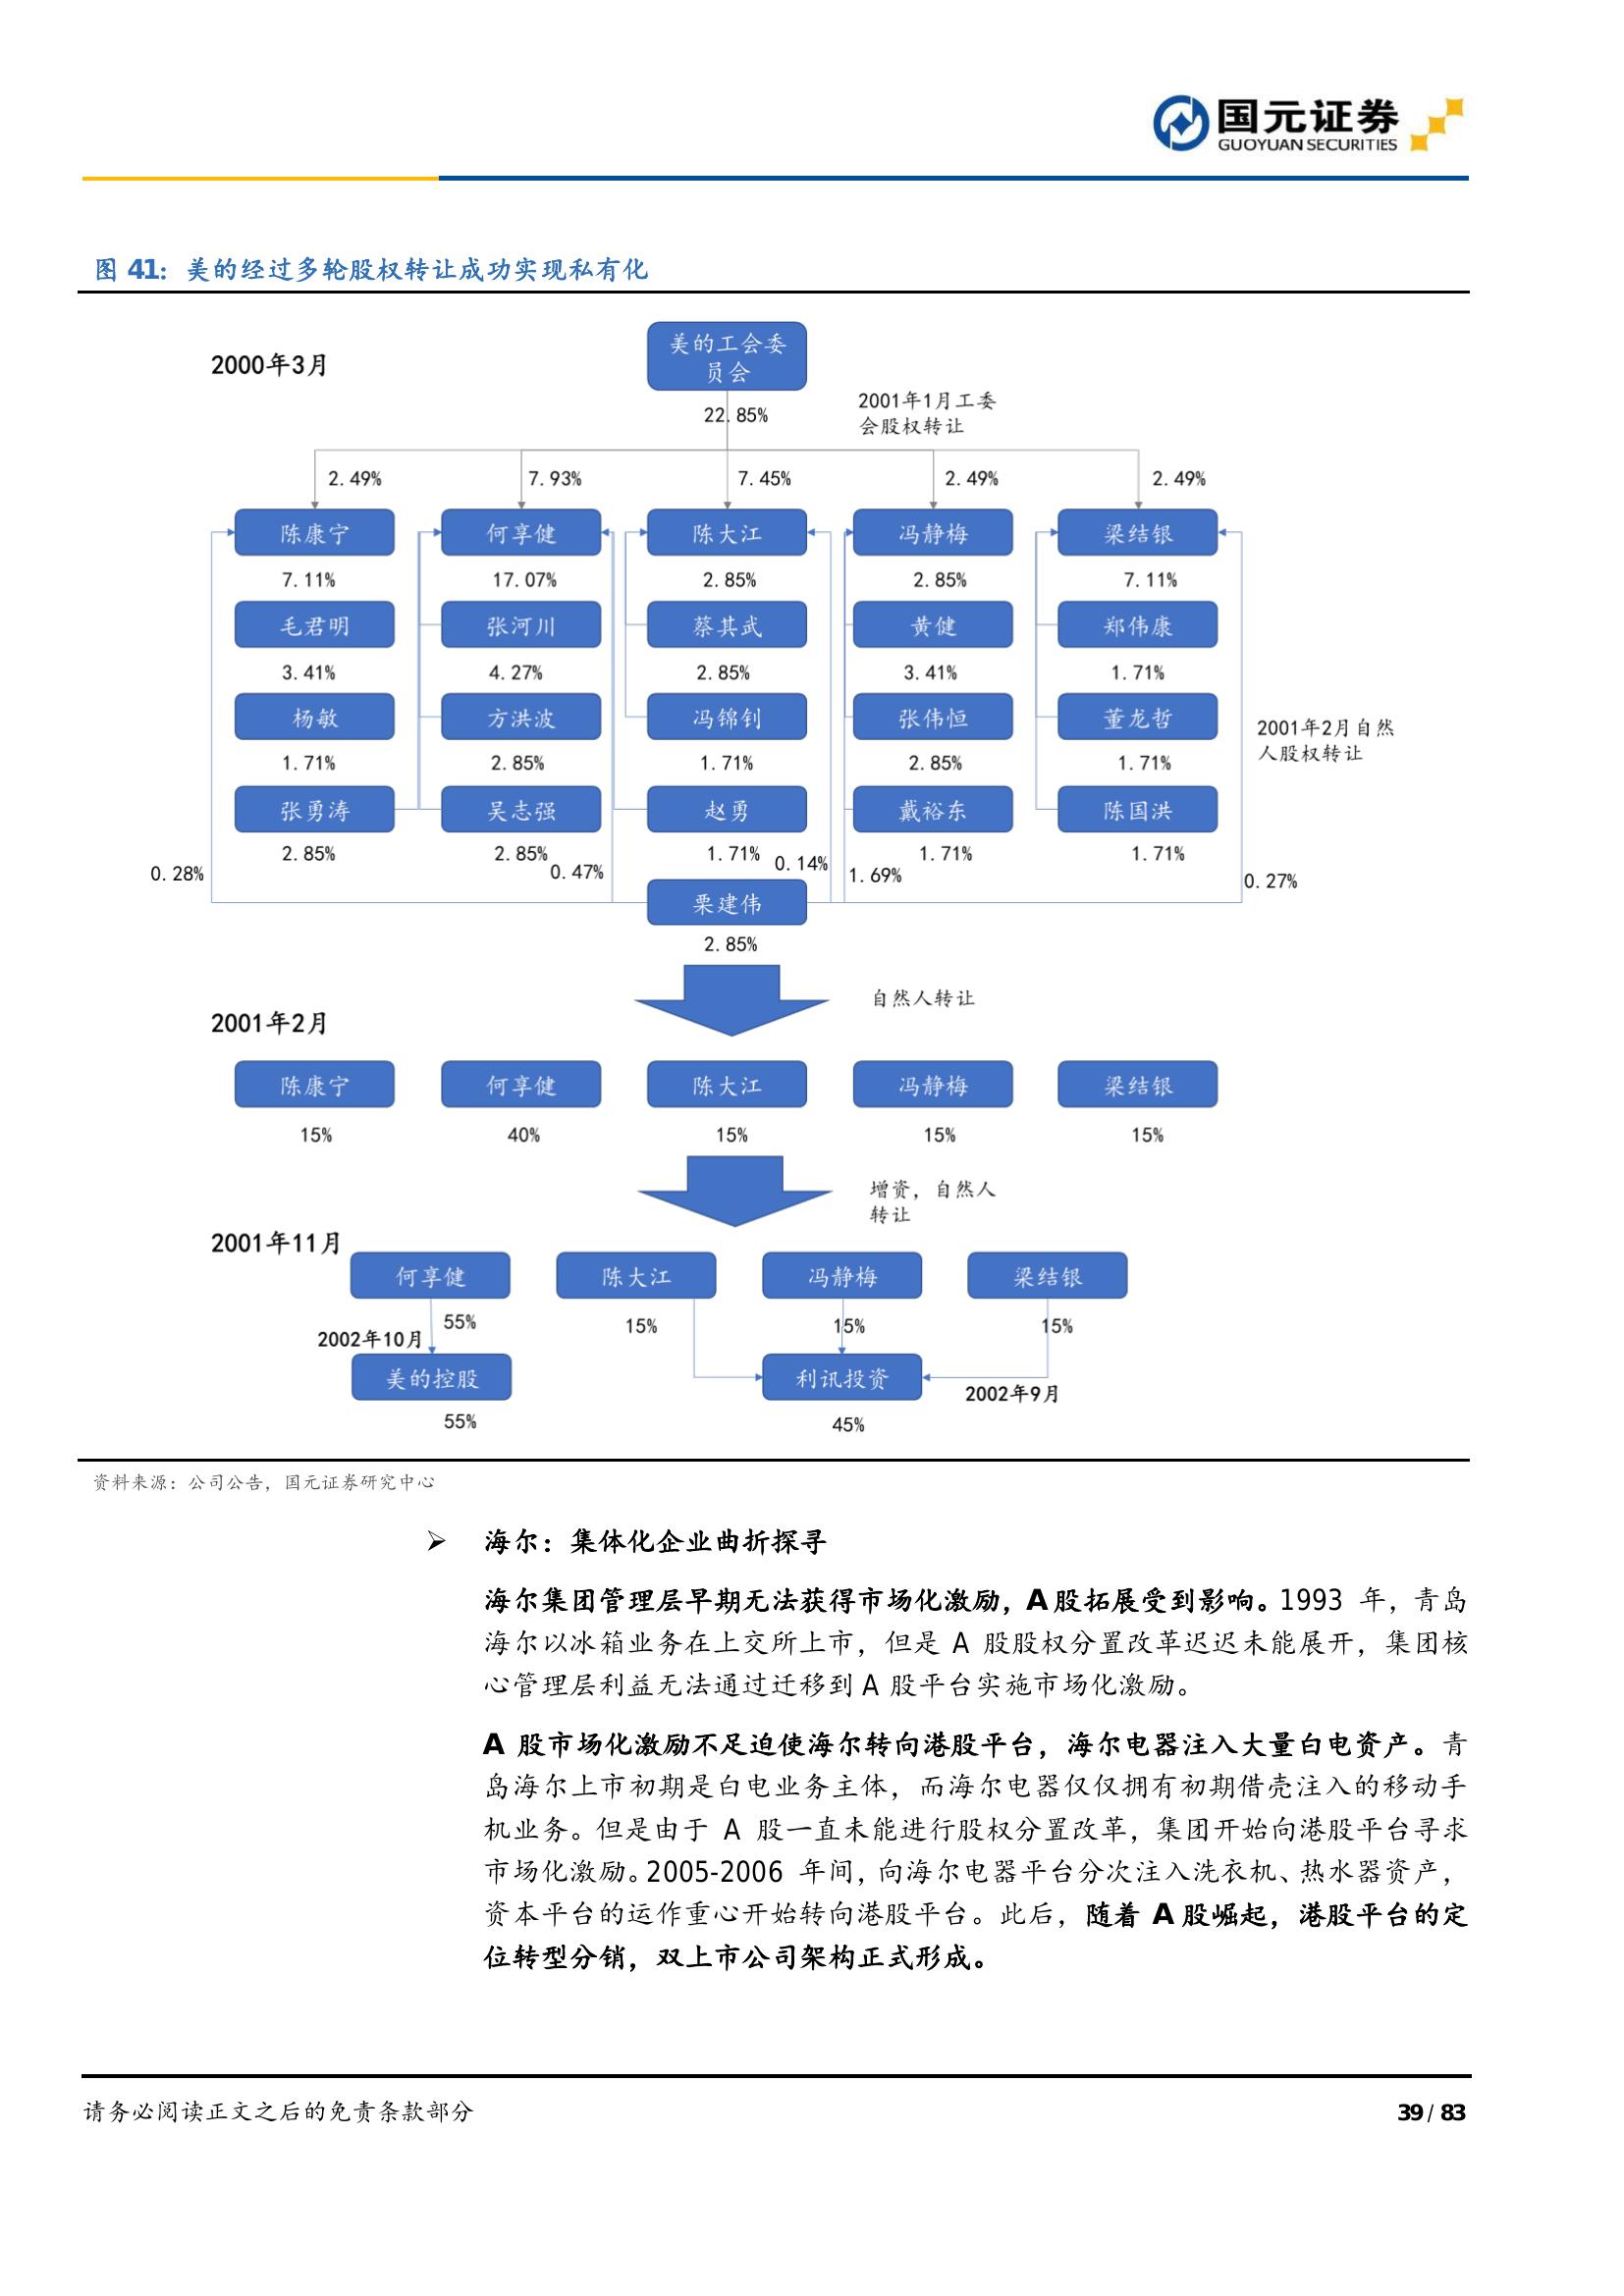 国元证券
GUOYUAN SECURITIES
图 41：美的经过多轮股权转让成功实现私有化
2000年3月
美的工会委
员会
22.85%
2001年1月工委
会股权转让
2.49%
7.93%
7.45%
2.49%
2.49%
陈康宁
何享健
陈大江
冯静梅
梁结银
7.11%
17.07%
2.85%
2.85%
7.11%
毛君明
张河川
蔡其武
黄健
郑伟康
3.41%
4.27%
2.85%
3.41%
1.71%
杨敏
方洪波
冯锦钊
张伟恒
董龙哲
2001年2月自然
人股权转让
1.71%
2.85%
1.71%
2.85%
1.71%
张勇涛
吴志强
赵勇
戴裕东
陈国洪
2.85%
2.85%
1.71%
1.71%
1.71%
0.28%
0.47%
0.14%
1.69%
0.27%
栗建伟
2.85%
自然人转让
2001年2月
陈康宁
何享健
陈大江
冯静梅
梁结银
15%
40%
15%
15%
15%
增资，自然人
转让
2001年11月
何享健
陈大江
冯静梅
梁结银
55%
15%
15%
15%
2002年10月
美的控股
利讯投资
2002年9月
55%
45%
资料来源：公司公告，国元证券研究中心
➢ 海尔：集体化企业曲折探寻
海尔集团管理层早期无法获得市场化激励，A股拓展受到影响。1993 年，青岛
海尔以冰箱业务在上交所上市，但是 A 股股权分置改革迟迟未能展开，集团核
心管理层利益无法通过迁移到 A 股平台实施市场化激励。
A 股市场化激励不足迫使海尔转向港股平台，海尔电器注入大量白电资产。青
岛海尔上市初期是白电业务主体，而海尔电器仅仅拥有初期借壳注入的移动手
机业务。但是由于 A 股一直未能进行股权分置改革，集团开始向港股平台寻求
市场化激励。2005-2006 年间，向海尔电器平台分次注入洗衣机、热水器资产，
资本平台的运作重心开始转向港股平台。此后，随着 A 股崛起，港股平台的定
位转型分销，双上市公司架构正式形成。
请务必阅读正文之后的免责条款部分
39 / 83